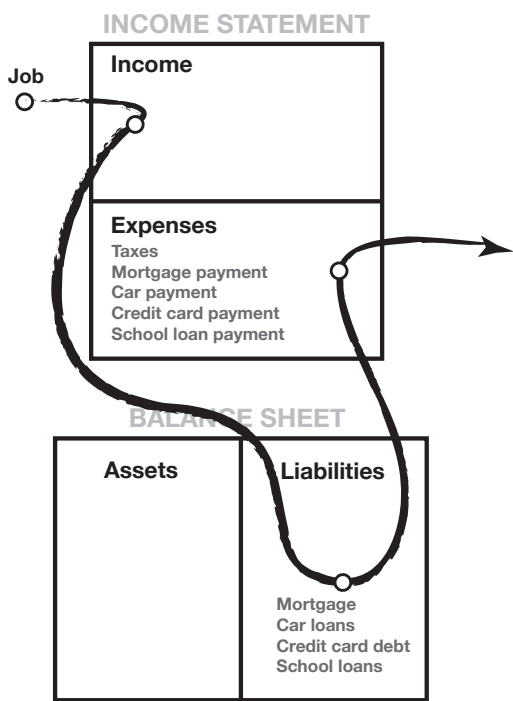 INCOME STATEMENT
Job
Income
Expenses
Taxes
Mortgage payment
Car payment
Credit card payment
School loan payment
BALANCE SHEET
Assets
Liabilities
Mortgage
Car loans
Credit card debt
School loans